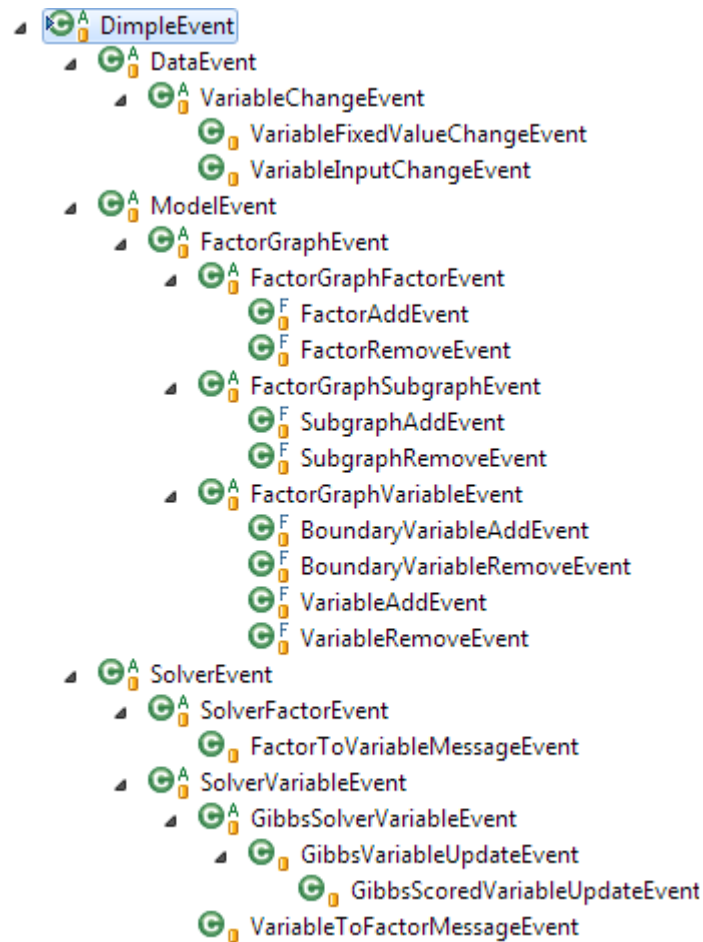 DimpleEvent
DataEvent
VariableChangeEvent
VariableFixedValueChangeEvent
VariableInputChangeEvent
ModelEvent
FactorGraphEvent
FactorGraphFactorEvent
FactorAddEvent
FactorRemoveEvent
FactorGraphSubgraphEvent
SubgraphAddEvent
SubgraphRemoveEvent
FactorGraphVariableEvent
BoundaryVariableAddEvent
BoundaryVariableRemoveEvent
VariableAddEvent
VariableRemoveEvent
SolverEvent
SolverFactorEvent
FactorToVariableMessageEvent
SolverVariableEvent
GibbsSolverVariableEvent
GibbsVariableUpdateEvent
GibbsScoredVariableUpdateEvent
VariableToFactorMessageEvent